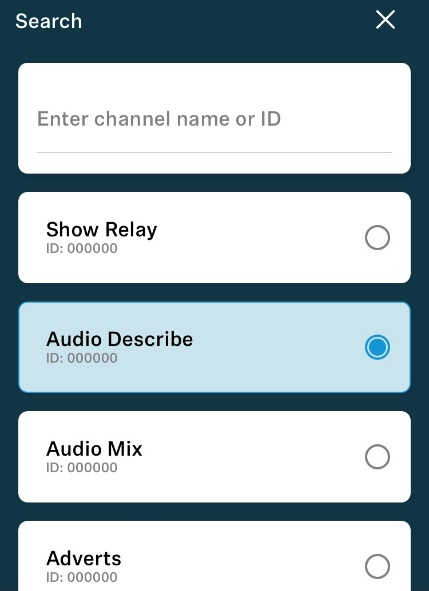 Search
Enter channel name or ID
Show Relay
ID: 000000
Audio Describe
ID: 000000
Audio Mix
ID: 000000
Adverts
ID: 000000